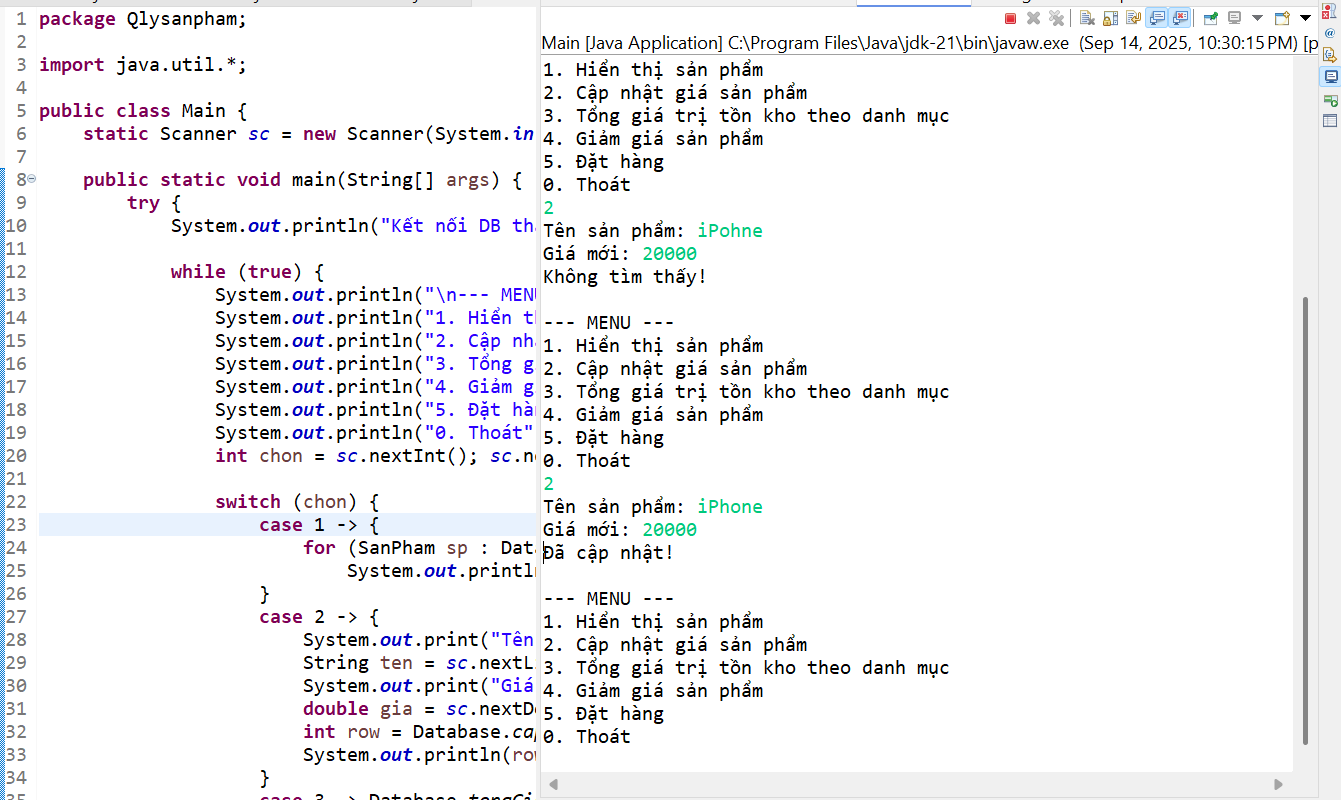 1 package Qlysanpham;
2
3 import java.util.*;
4
5 public class Main {
6 static Scanner sc = new Scanner(System.in
7
8 public static void main(String[] args) {
9 try {
10 System.out.println("Kết nối DB th
11
12 while (true) {
13 System.out.println("\n--- MEN
14 System.out.println("1. Hiển t
15 System.out.println("2. Cập nh
16 System.out.println("3. Tổng g
17 System.out.println("4. Giảm g
18 System.out.println("5. Đặt hà
19 System.out.println("0. Thoát"
20 int chon = sc.nextInt(); sc.n
21
22 switch (chon) {
23 case 1 -> {
24 for (SanPham sp : Dat
25 System.out.printl
26 }
27 case 2 -> {
28 System.out.print("Tên
29 String ten = sc.nextL
30 System.out.print("Giá
31 double gia = sc.nextD
32 int row = Database.ca
33 System.out.println(ro
34 }
Main [Java Application] C:\Program Files\Java\jdk-21\bin\javaw.exe (Sep 14, 2025, 10:30:15 PM) [p
1. Hiển thị sản phẩm
2. Cập nhật giá sản phẩm
3. Tổng giá trị tồn kho theo danh mục
4. Giảm giá sản phẩm
5. Đặt hàng
0. Thoát
2
Tên sản phẩm: iPohne
Giá mới: 20000
Không tìm thấy!
--- MENU ---
1. Hiển thị sản phẩm
2. Cập nhật giá sản phẩm
3. Tổng giá trị tồn kho theo danh mục
4. Giảm giá sản phẩm
5. Đặt hàng
0. Thoát
2
Tên sản phẩm: iPhone
Giá mới: 20000
Đã cập nhật!
--- MENU ---
1. Hiển thị sản phẩm
2. Cập nhật giá sản phẩm
3. Tổng giá trị tồn kho theo danh mục
4. Giảm giá sản phẩm
5. Đặt hàng
0. Thoát